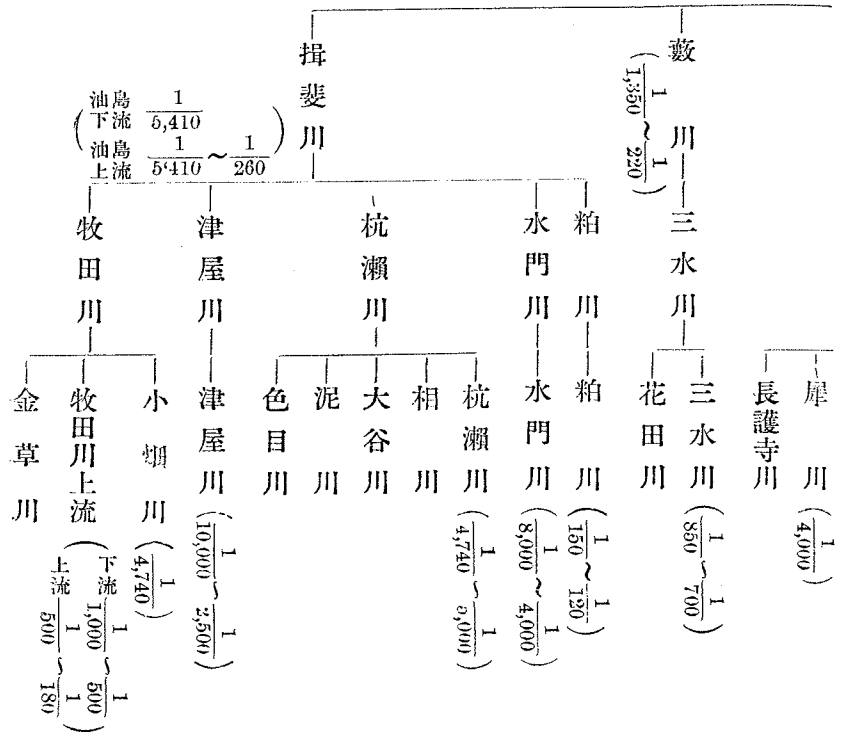 藪川 (1/1,350～1/220)
揖斐川
(油島下流 1/5,410
油島上流 1/5,410～1/260)
三水川
粕川
水門川
杭瀬川
津屋川
牧田川
犀川 (1/4,000)
長護寺川
三水川 (1/850～1/700)
花田川
粕川 (1/150～1/120)
水門川 (1/8,000～1/4,000)
杭瀬川 (1/4,740～
相川
大谷川
泥川
色目川
津屋川 (1/10,000～1/2,500)
小畑川 (1/4,740)
牧田川上流 (下流 1/1,000～1/500
上流 1/500～1/180)
金草川